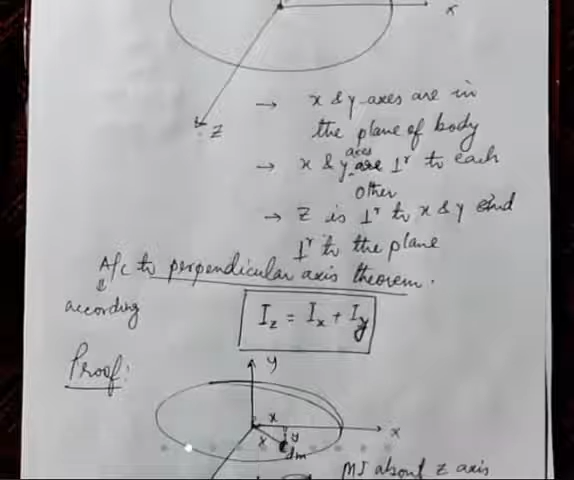 x
z
→ x & y axes are in
the plane of body
→ x & y axes are ⊥r to each
other
→ z is ⊥r to x & y and
⊥r to the plane
A/c to perpendicular axis theorem.
⇓
according
Iz = Ix + Iy
Proof:
y
x
x
y
dm
MI about z axis